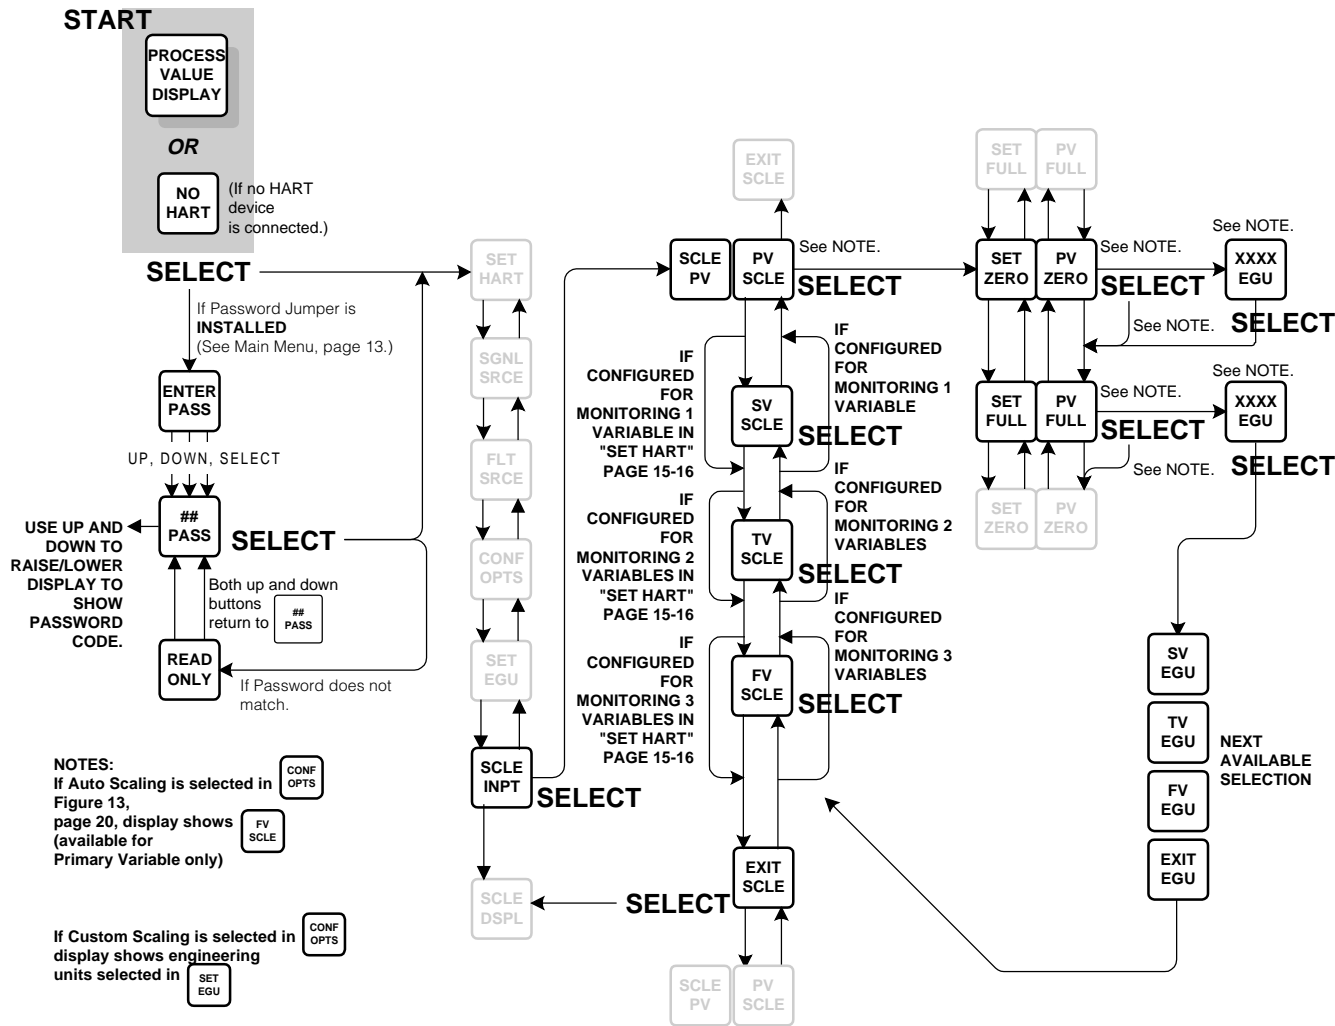 START
PROCESS
VALUE
DISPLAY
OR
NO
HART
(If no HART
device
is connected.)
SELECT
If Password Jumper is
INSTALLED
(See Main Menu, page 13.)
ENTER
PASS
UP, DOWN, SELECT
##
PASS
SELECT
USE UP AND
DOWN TO
RAISE/LOWER
DISPLAY TO
SHOW
PASSWORD
CODE.
Both up and down
buttons
return to
##
PASS
READ
ONLY
If Password does not
match.
NOTES:
If Auto Scaling is selected in
CONF
OPTS
Figure 13,
page 20, display shows
FV
SCLE
(available for
Primary Variable only)
If Custom Scaling is selected in
CONF
OPTS
display shows engineering
units selected in
SET
EGU
SET
HART
SGNL
SRCE
FLT
SRCE
CONF
OPTS
SET
EGU
SCLE
INPT
SELECT
SCLE
DSPL
EXIT
SCLE
SCLE
PV
PV
SCLE
See NOTE.
SELECT
IF
CONFIGURED
FOR
MONITORING 1
VARIABLE IN
"SET HART"
PAGE 15-16
IF
CONFIGURED
FOR
MONITORING 1
VARIABLE
SV
SCLE
SELECT
IF
CONFIGURED
FOR
MONITORING 2
VARIABLES IN
"SET HART"
PAGE 15-16
IF
CONFIGURED
FOR
MONITORING 2
VARIABLES
TV
SCLE
SELECT
IF
CONFIGURED
FOR
MONITORING 3
VARIABLES IN
"SET HART"
PAGE 15-16
IF
CONFIGURED
FOR
MONITORING 3
VARIABLES
FV
SCLE
SELECT
EXIT
SCLE
SELECT
SCLE
PV
PV
SCLE
SET
FULL
PV
FULL
SET
ZERO
PV
ZERO
See NOTE.
SELECT
See NOTE.
See NOTE.
XXXX
EGU
SELECT
SET
FULL
PV
FULL
See NOTE.
SELECT
See NOTE.
See NOTE.
XXXX
EGU
SELECT
SET
ZERO
PV
ZERO
SV
EGU
TV
EGU
FV
EGU
EXIT
EGU
NEXT
AVAILABLE
SELECTION